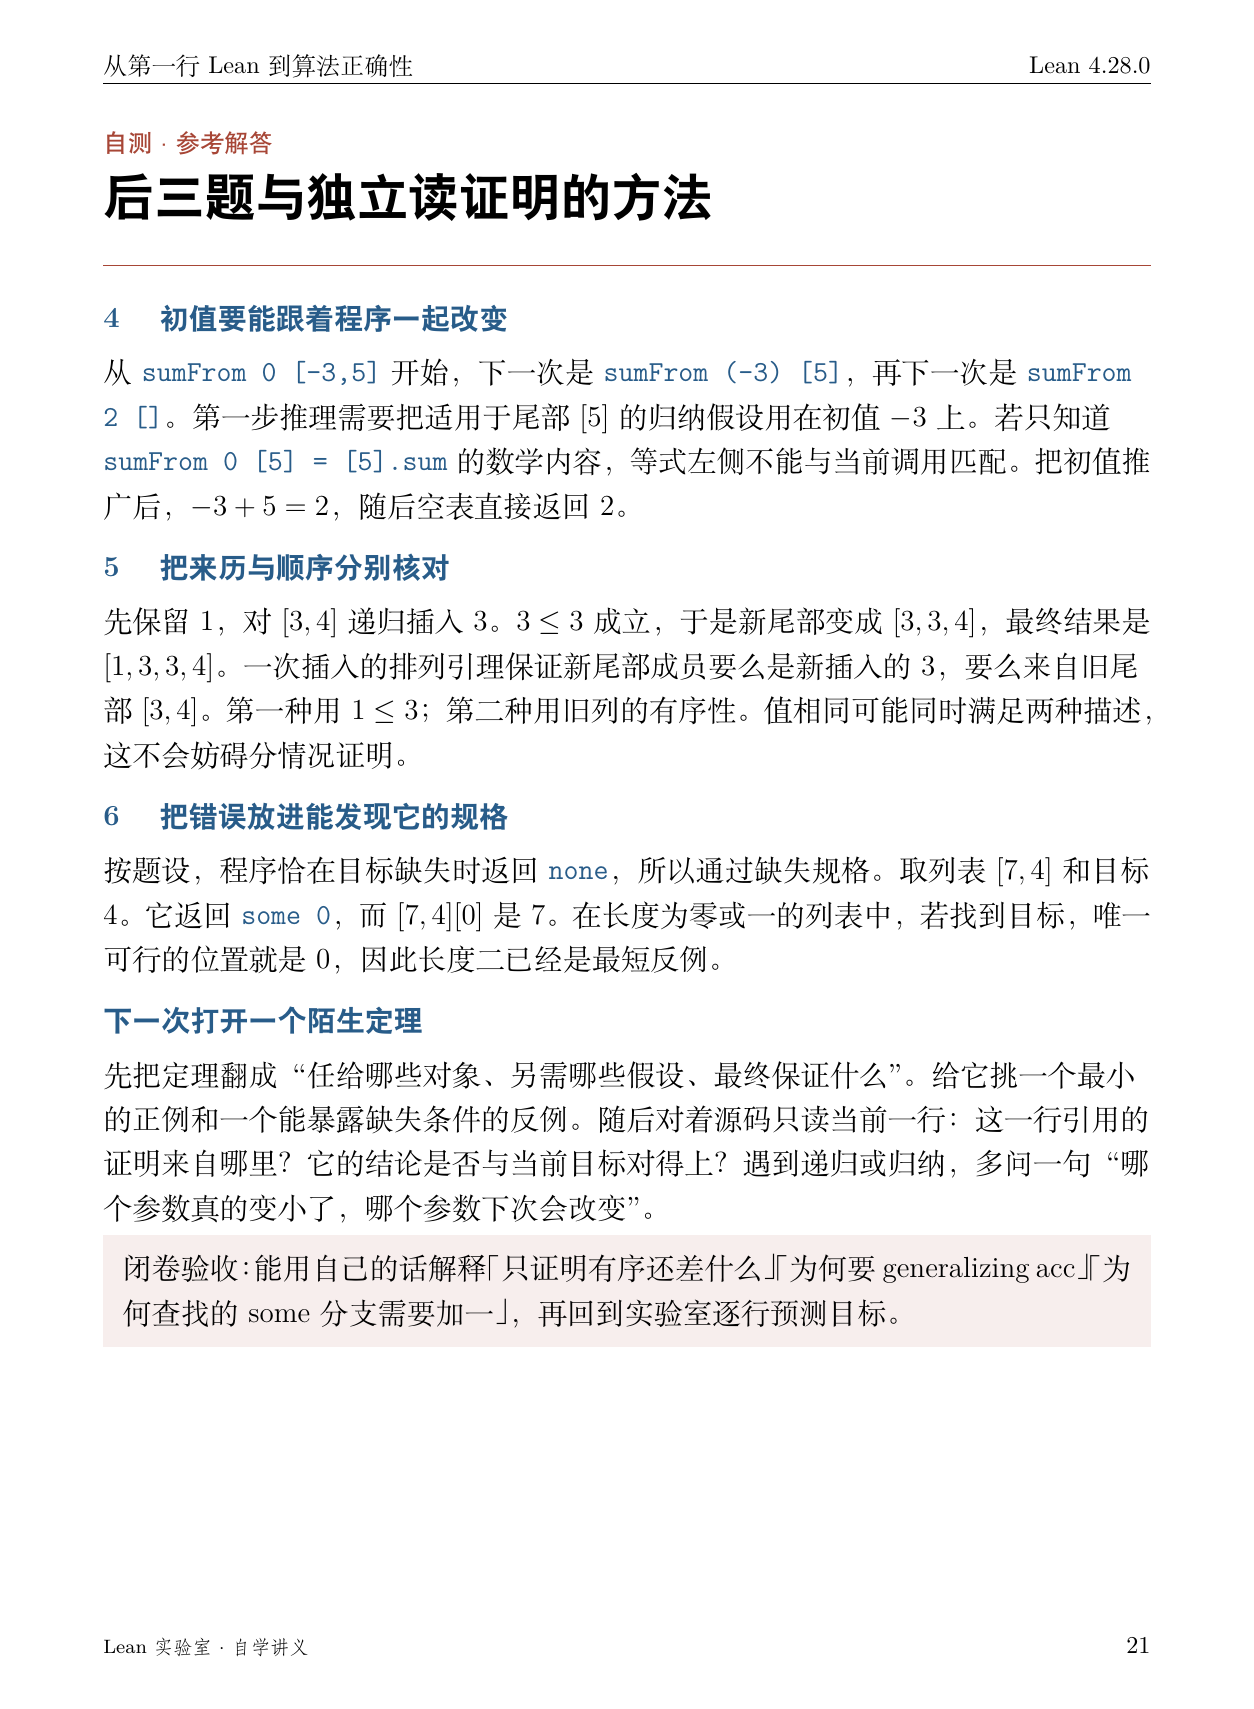 从第一行 Lean 到算法正确性
Lean 4.28.0
自测 · 参考解答
后三题与独立读证明的方法
4 初值要能跟着程序一起改变
从 sumFrom 0 [-3,5] 开始，下一次是 sumFrom (-3) [5]，再下一次是 sumFrom
2 []。第一步推理需要把适用于尾部 [5] 的归纳假设用在初值 −3 上。若只知道
sumFrom 0 [5] = [5].sum 的数学内容，等式左侧不能与当前调用匹配。把初值推
广后，−3 + 5 = 2，随后空表直接返回 2。
5 把来历与顺序分别核对
先保留 1，对 [3, 4] 递归插入 3。3 ≤ 3 成立，于是新尾部变成 [3, 3, 4]，最终结果是
[1, 3, 3, 4]。一次插入的排列引理保证新尾部成员要么是新插入的 3，要么来自旧尾
部 [3, 4]。第一种用 1 ≤ 3；第二种用旧列的有序性。值相同可能同时满足两种描述，
这不会妨碍分情况证明。
6 把错误放进能发现它的规格
按题设，程序恰在目标缺失时返回 none，所以通过缺失规格。取列表 [7, 4] 和目标
4。它返回 some 0，而 [7, 4][0] 是 7。在长度为零或一的列表中，若找到目标，唯一
可行的位置就是 0，因此长度二已经是最短反例。
下一次打开一个陌生定理
先把定理翻成“任给哪些对象、另需哪些假设、最终保证什么”。给它挑一个最小
的正例和一个能暴露缺失条件的反例。随后对着源码只读当前一行：这一行引用的
证明来自哪里？它的结论是否与当前目标对得上？遇到递归或归纳，多问一句“哪
个参数真的变小了，哪个参数下次会改变”。
闭卷验收：能用自己的话解释「只证明有序还差什么」「为何要 generalizing acc」「为
何查找的 some 分支需要加一」，再回到实验室逐行预测目标。
Lean 实验室 · 自学讲义
21